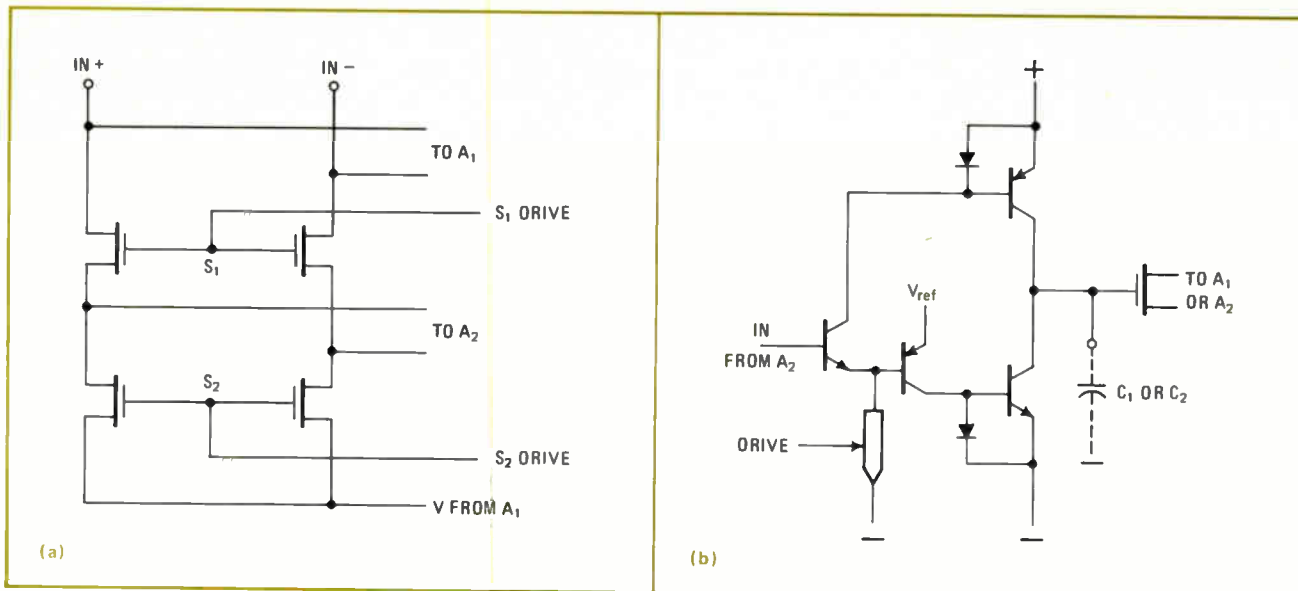 IN +
IN −
TO A₁
S₁ ORIVE
S₁
TO A₂
S₂
S₂ ORIVE
V FROM A₁
(a)
+
V_ref
IN
FROM A₂
TO A₁
OR A₂
C₁ OR C₂
ORIVE
(b)